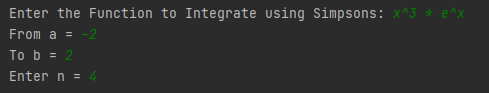 Enter the Function to Integrate using Simpsons: x^3 * e^x
From a = -2
To b = 2
Enter n = 4